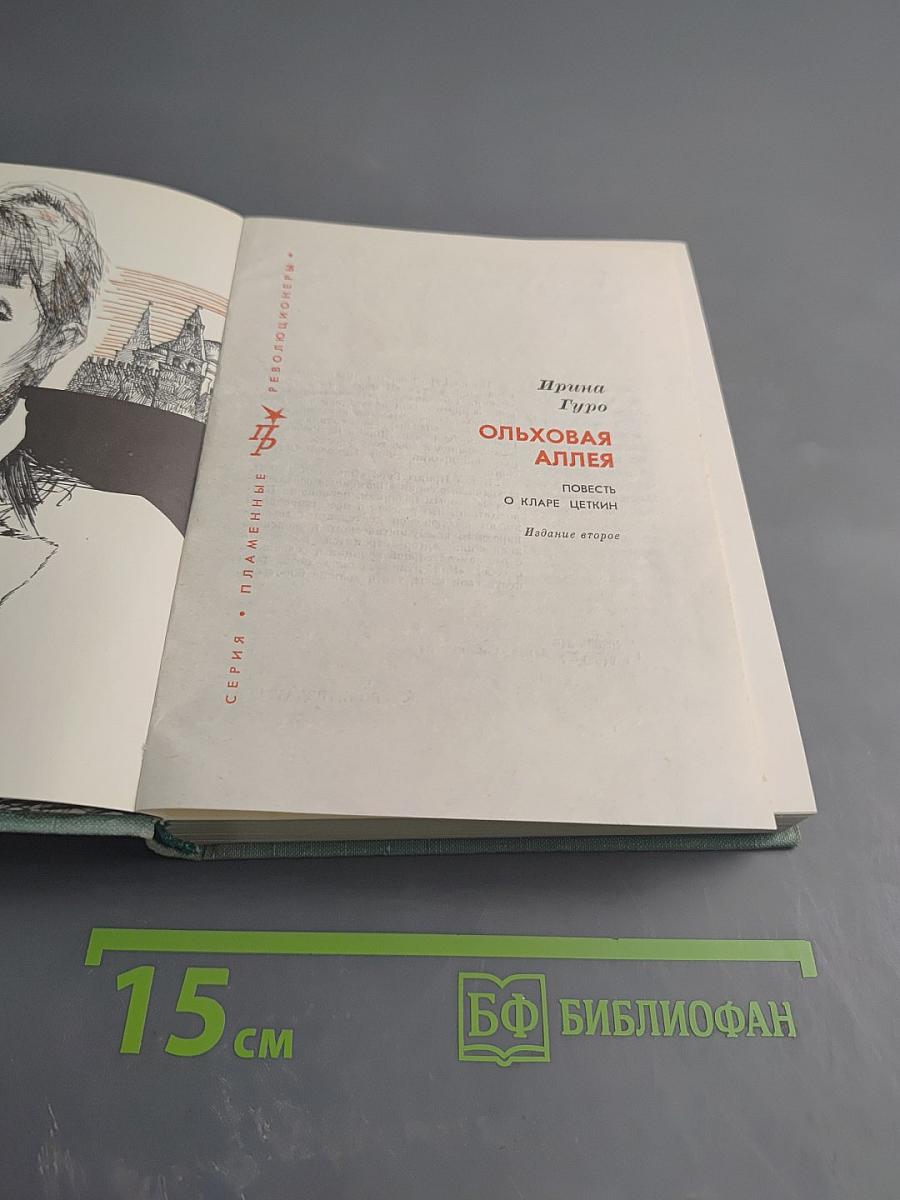 СЕРИЯ • ПЛАМЕННЫЕ ПР РЕВОЛЮЦИОНЕРЫ •
Ирина
Гуро
ОЛЬХОВАЯ
АЛЛЕЯ
ПОВЕСТЬ
О КЛАРЕ ЦЕТКИН
Издание второе
15 см
БФ БИБЛИОФАН